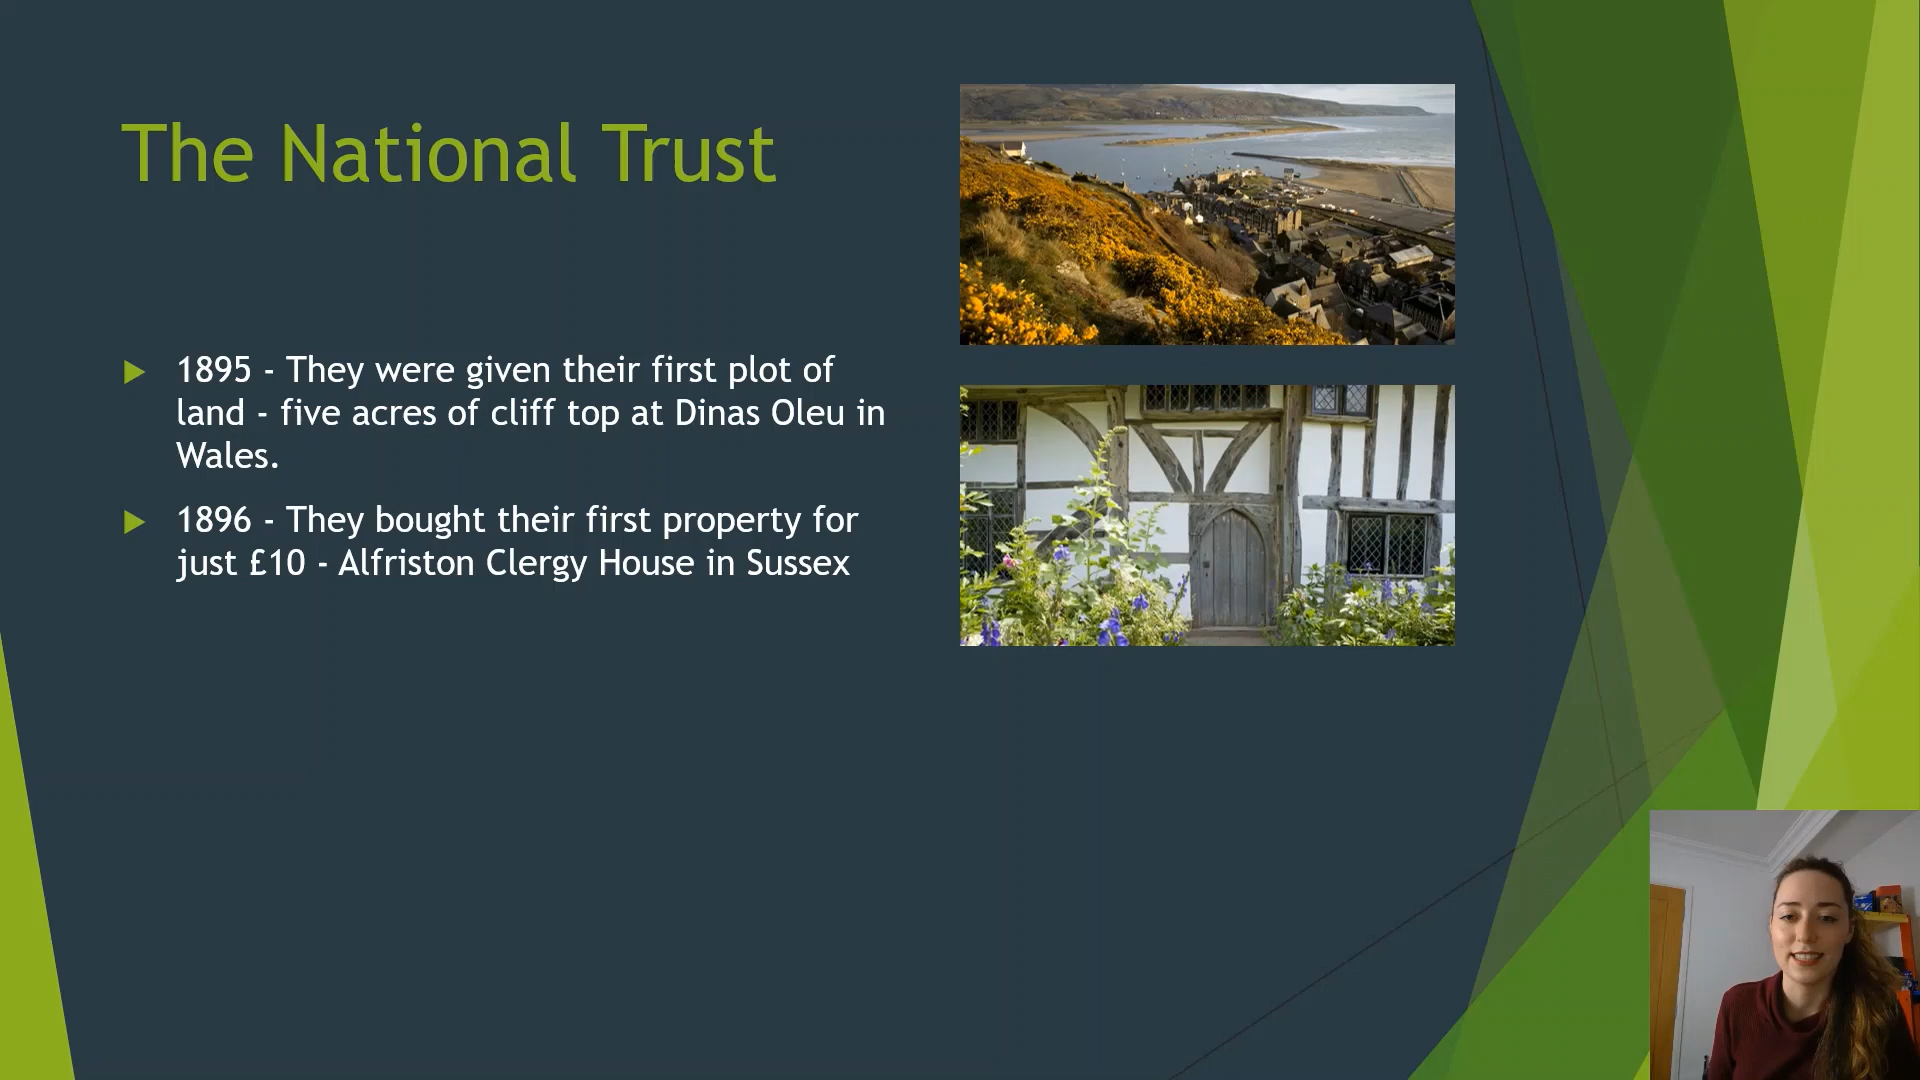 The National Trust
1895 - They were given their first plot of
land - five acres of cliff top at Dinas Oleu in
Wales.
1896 - They bought their first property for
just £10 - Alfriston Clergy House in Sussex